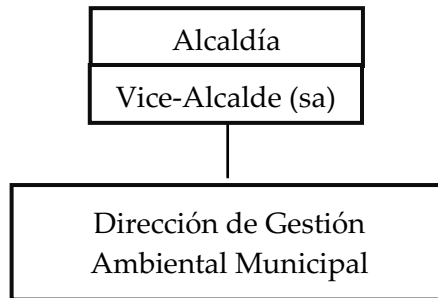 Alcaldía
Vice-Alcalde (sa)
Dirección de Gestión
Ambiental Municipal